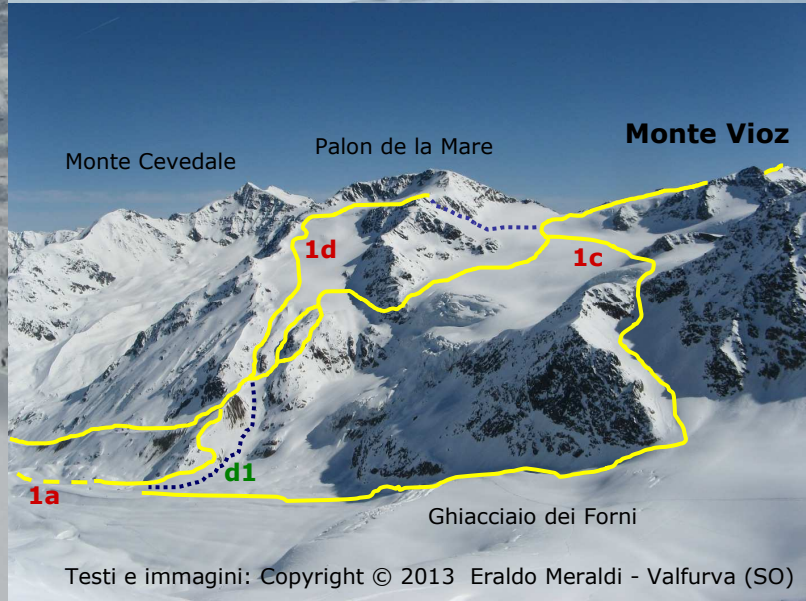 Monte Vioz
Palon de la Mare
Monte Cevedale
1d
1c
d1
1a
Ghiacciaio dei Forni
Testi e immagini: Copyright © 2013 Eraldo Meraldi - Valfurva (SO)